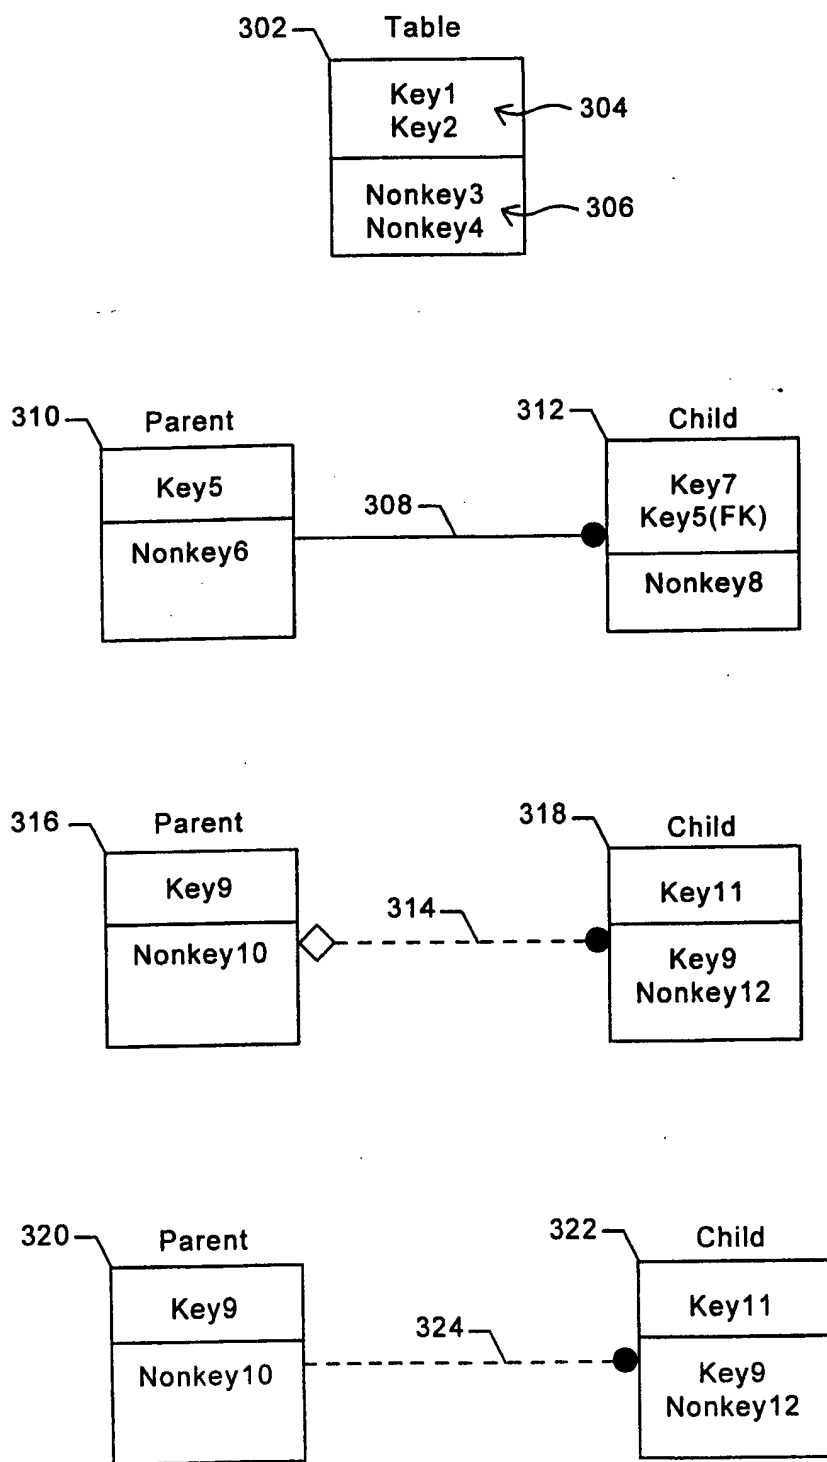 302
Table
Key1
Key2
304
Nonkey3
Nonkey4
306
310
Parent
Key5
Nonkey6
308
312
Child
Key7
Key5(FK)
Nonkey8
316
Parent
Key9
Nonkey10
314
318
Child
Key11
Key9
Nonkey12
320
Parent
Key9
Nonkey10
324
322
Child
Key11
Key9
Nonkey12